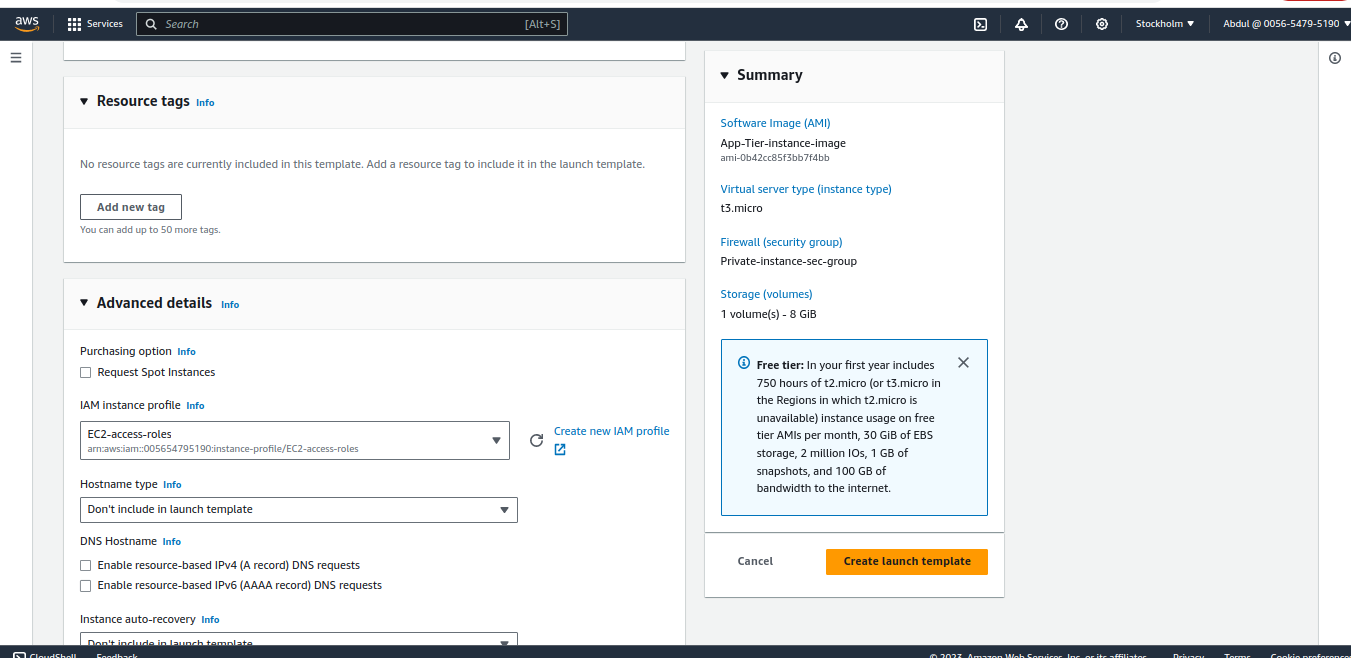 aws
Services
Search
[Alt+S]
Stockholm
Abdul @ 0056-5479-5190
Resource tags Info
No resource tags are currently included in this template. Add a resource tag to include it in the launch template.
Add new tag
You can add up to 50 more tags.
Advanced details Info
Purchasing option Info
Request Spot Instances
IAM instance profile Info
EC2-access-roles
arn:aws:iam::005654795190:instance-profile/EC2-access-roles
Create new IAM profile
Hostname type Info
Don't include in launch template
DNS Hostname Info
Enable resource-based IPv4 (A record) DNS requests
Enable resource-based IPv6 (AAAA record) DNS requests
Instance auto-recovery Info
Don't include in launch template
Summary
Software Image (AMI)
App-Tier-instance-image
ami-0b42cc85f3bb7f4bb
Virtual server type (instance type)
t3.micro
Firewall (security group)
Private-instance-sec-group
Storage (volumes)
1 volume(s) - 8 GiB
Free tier: In your first year includes
750 hours of t2.micro (or t3.micro in
the Regions in which t2.micro is
unavailable) instance usage on free
tier AMIs per month, 30 GiB of EBS
storage, 2 million IOs, 1 GB of
snapshots, and 100 GB of
bandwidth to the internet.
Cancel
Create launch template
CloudShell
Feedback
© 2023, Amazon Web Services, Inc. or its affiliates.
Privacy
Terms
Cookie preferences